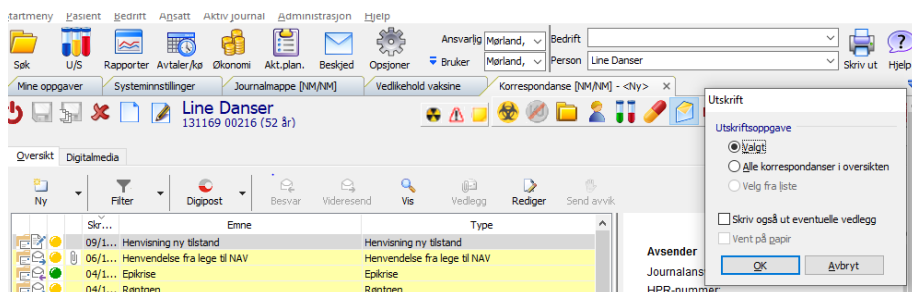 Startmeny Pasient Bedrift Ansatt Aktiv journal Administrasjon Hjelp
Ansvarlig Mørland, Bedrift
Søk U/S Rapporter Avtaler/kø Økonomi Akt.plan. Beskjed Opsjoner Bruker Mørland, Person Line Danser Skriv ut Hjelp
Mine oppgaver Systeminnstillinger Journalmappe [NM/NM] Vedlikehold vaksine Korrespondanse [NM/NM] - <Ny>
Line Danser
131169 00216 (52 år)
Oversikt Digitalmedia
Ny Filter Digipost Besvar Videresend Vis Vedlegg Rediger Send avvik
Skr... Emne Type
09/1... Henvisning ny tilstand Henvisning ny tilstand
06/1... Henvendelse fra lege til NAV Henvendelse fra lege til NAV
04/1... Epikrise Epikrise
04/1... Røntgen Røntgen
Avsender
Journalans
HPR-nummer
Utskrift
Utskriftsoppgave
Valgt
Alle korrespondanser i oversikten
Velg fra liste
Skriv også ut eventuelle vedlegg
Vent på papir
OK Avbryt